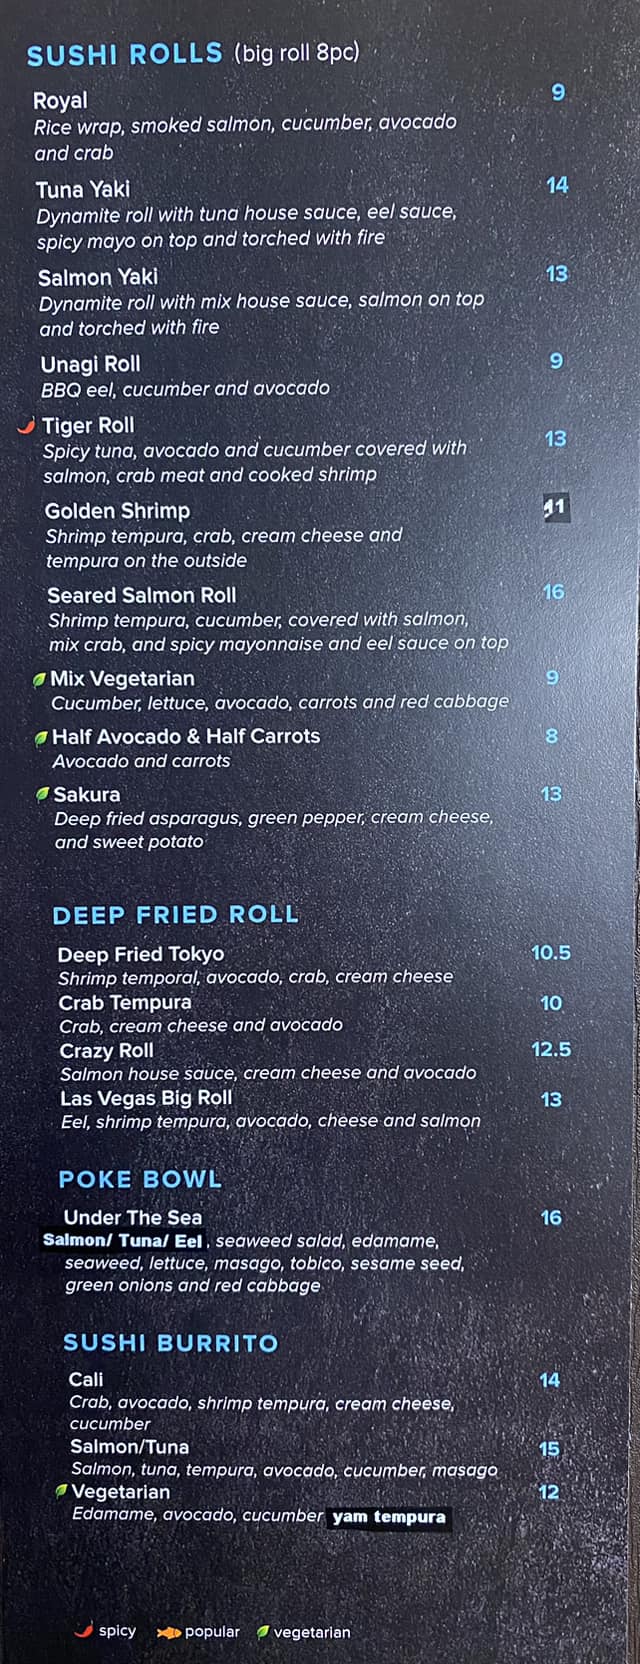 SUSHI ROLLS (big roll 8pc)
Royal 9
Rice wrap, smoked salmon, cucumber, avocado
and crab
Tuna Yaki 14
Dynamite roll with tuna house sauce, eel sauce,
spicy mayo on top and torched with fire
Salmon Yaki 13
Dynamite roll with mix house sauce, salmon on top
and torched with fire
Unagi Roll 9
BBQ eel, cucumber and avocado
Tiger Roll 13
Spicy tuna, avocado and cucumber covered with
salmon, crab meat and cooked shrimp
Golden Shrimp 11
Shrimp tempura, crab, cream cheese and
tempura on the outside
Seared Salmon Roll 16
Shrimp tempura, cucumber, covered with salmon,
mix crab, and spicy mayonnaise and eel sauce on top
Mix Vegetarian 9
Cucumber, lettuce, avocado, carrots and red cabbage
Half Avocado & Half Carrots 8
Avocado and carrots
Sakura 13
Deep fried asparagus, green pepper, cream cheese,
and sweet potato
DEEP FRIED ROLL
Deep Fried Tokyo 10.5
Shrimp temporal, avocado, crab, cream cheese
Crab Tempura 10
Crab, cream cheese and avocado
Crazy Roll 12.5
Salmon house sauce, cream cheese and avocado
Las Vegas Big Roll 13
Eel, shrimp tempura, avocado, cheese and salmon
POKE BOWL
Under The Sea 16
Salmon/ Tuna/ Eel, seaweed salad, edamame,
seaweed, lettuce, masago, tobico, sesame seed,
green onions and red cabbage
SUSHI BURRITO
Cali 14
Crab, avocado, shrimp tempura, cream cheese,
cucumber
Salmon/Tuna 15
Salmon, tuna, tempura, avocado, cucumber, masago
Vegetarian 12
Edamame, avocado, cucumber yam tempura
spicy popular vegetarian